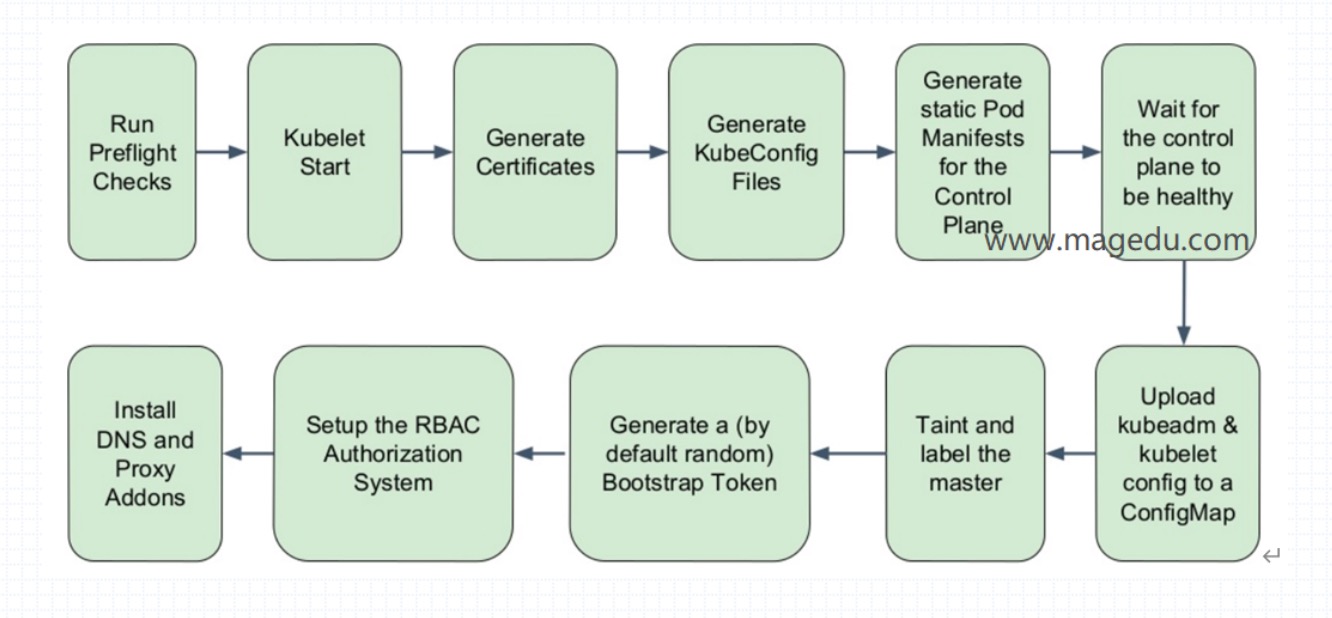 Run
Preflight
Checks
Kubelet
Start
Generate
Certificates
Generate
KubeConfig
Files
Generate
static Pod
Manifests
for the
Control
Plane
Wait for
the control
plane to
be healthy
www.magedu.com
Upload
kubeadm &
kubelet
config to a
ConfigMap
Taint and
label the
master
Generate a (by
default random)
Bootstrap Token
Setup the RBAC
Authorization
System
Install
DNS and
Proxy
Addons